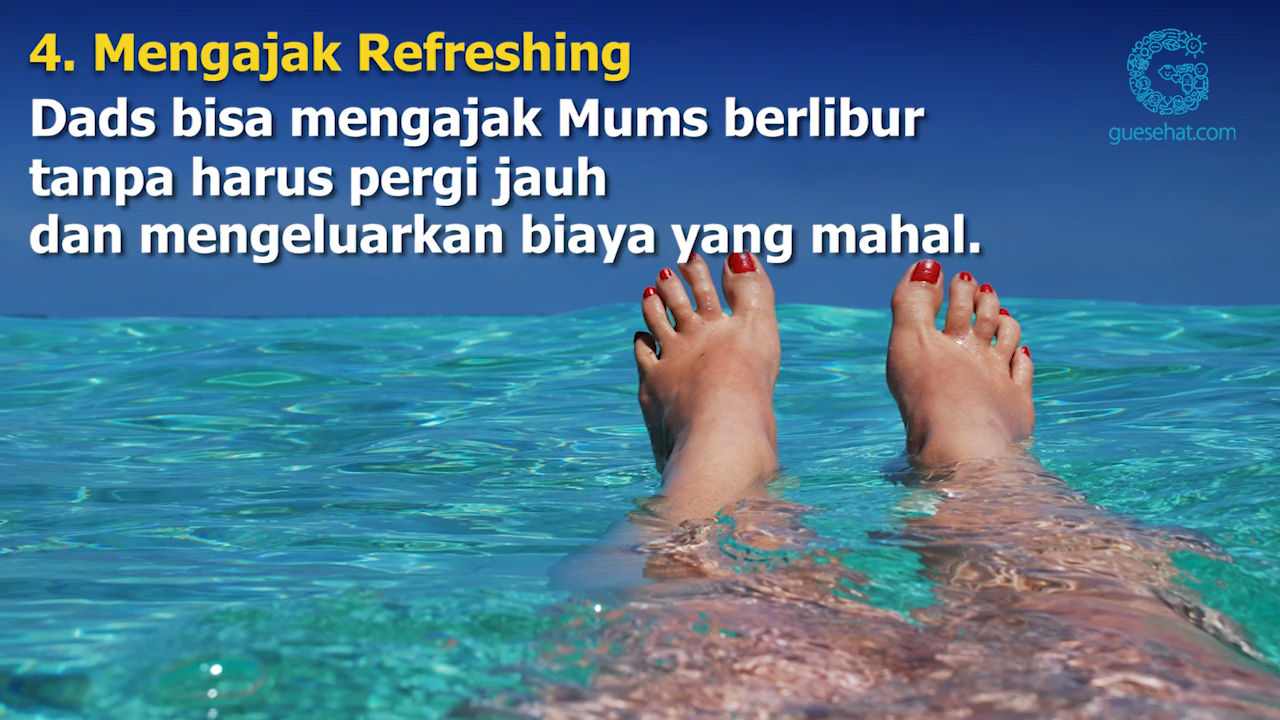 4. Mengajak Refreshing
Dads bisa mengajak Mums berlibur
tanpa harus pergi jauh
dan mengeluarkan biaya yang mahal.
guesehat.com